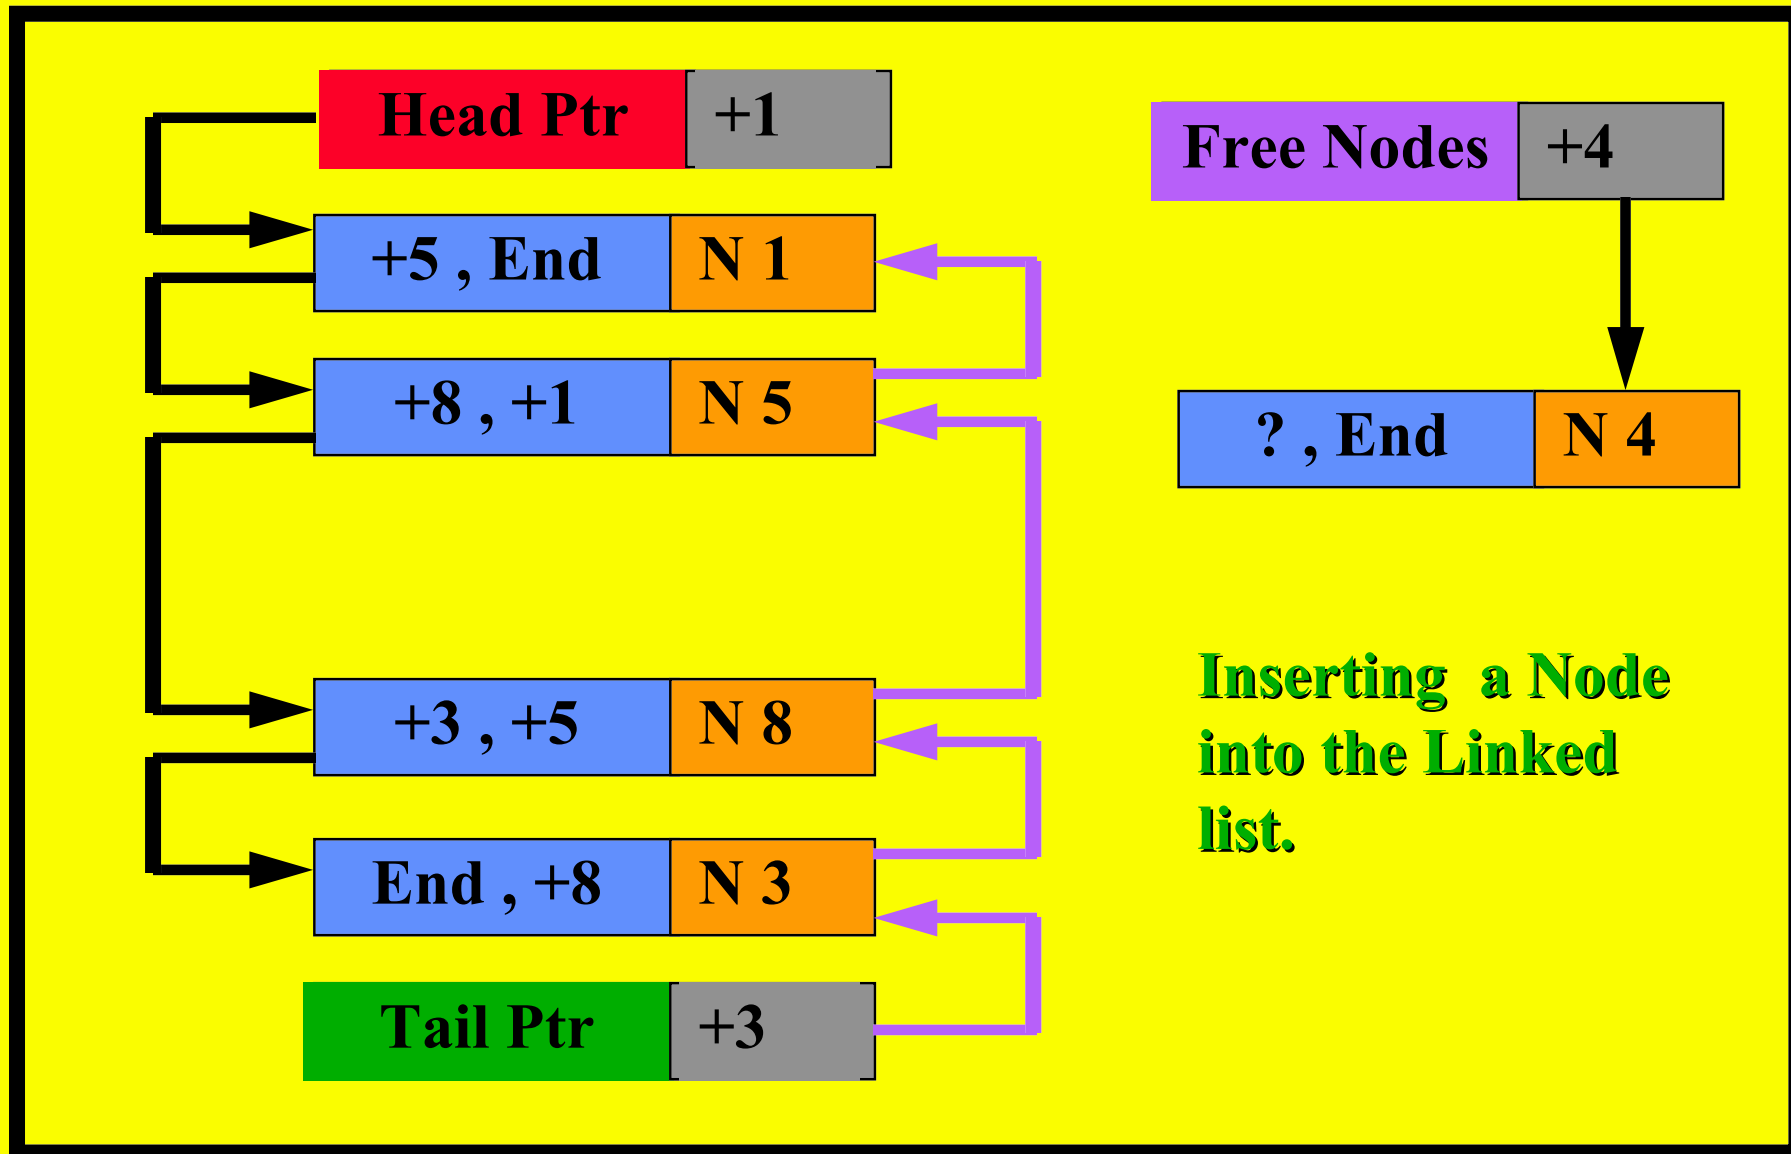 Head Ptr +1
+5 , End N 1
+8 , +1 N 5
+3 , +5 N 8
End , +8 N 3
Tail Ptr +3
Free Nodes +4
? , End N 4
Inserting a Node
into the Linked
list.